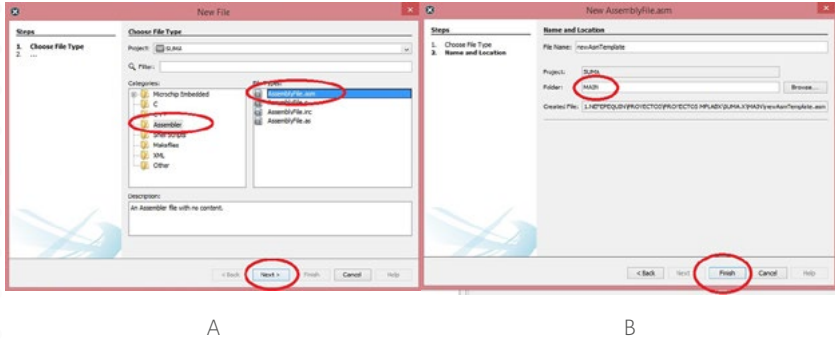 New File
Steps
1. Choose File Type
2. ...
Choose File Type
Project: SUMA
Filter:
Categories:
Microchip Embedded
C
C++
Assembler
Shell Scripts
Makefiles
XML
Other
File Types:
AssemblyFile.asm
AssemblyFile.s
AssemblyFile.inc
AssemblyFile.as
Description:
An Assembler file with no content.
< Back
Next >
Finish
Cancel
Help
A
New AssemblyFile.asm
Steps
1. Choose File Type
2. Name and Location
Name and Location
File Name: newAsmTemplate
Project: SUMA
Folder: MAIN
Browse...
Created File:
< Back
Next
Finish
Cancel
Help
B